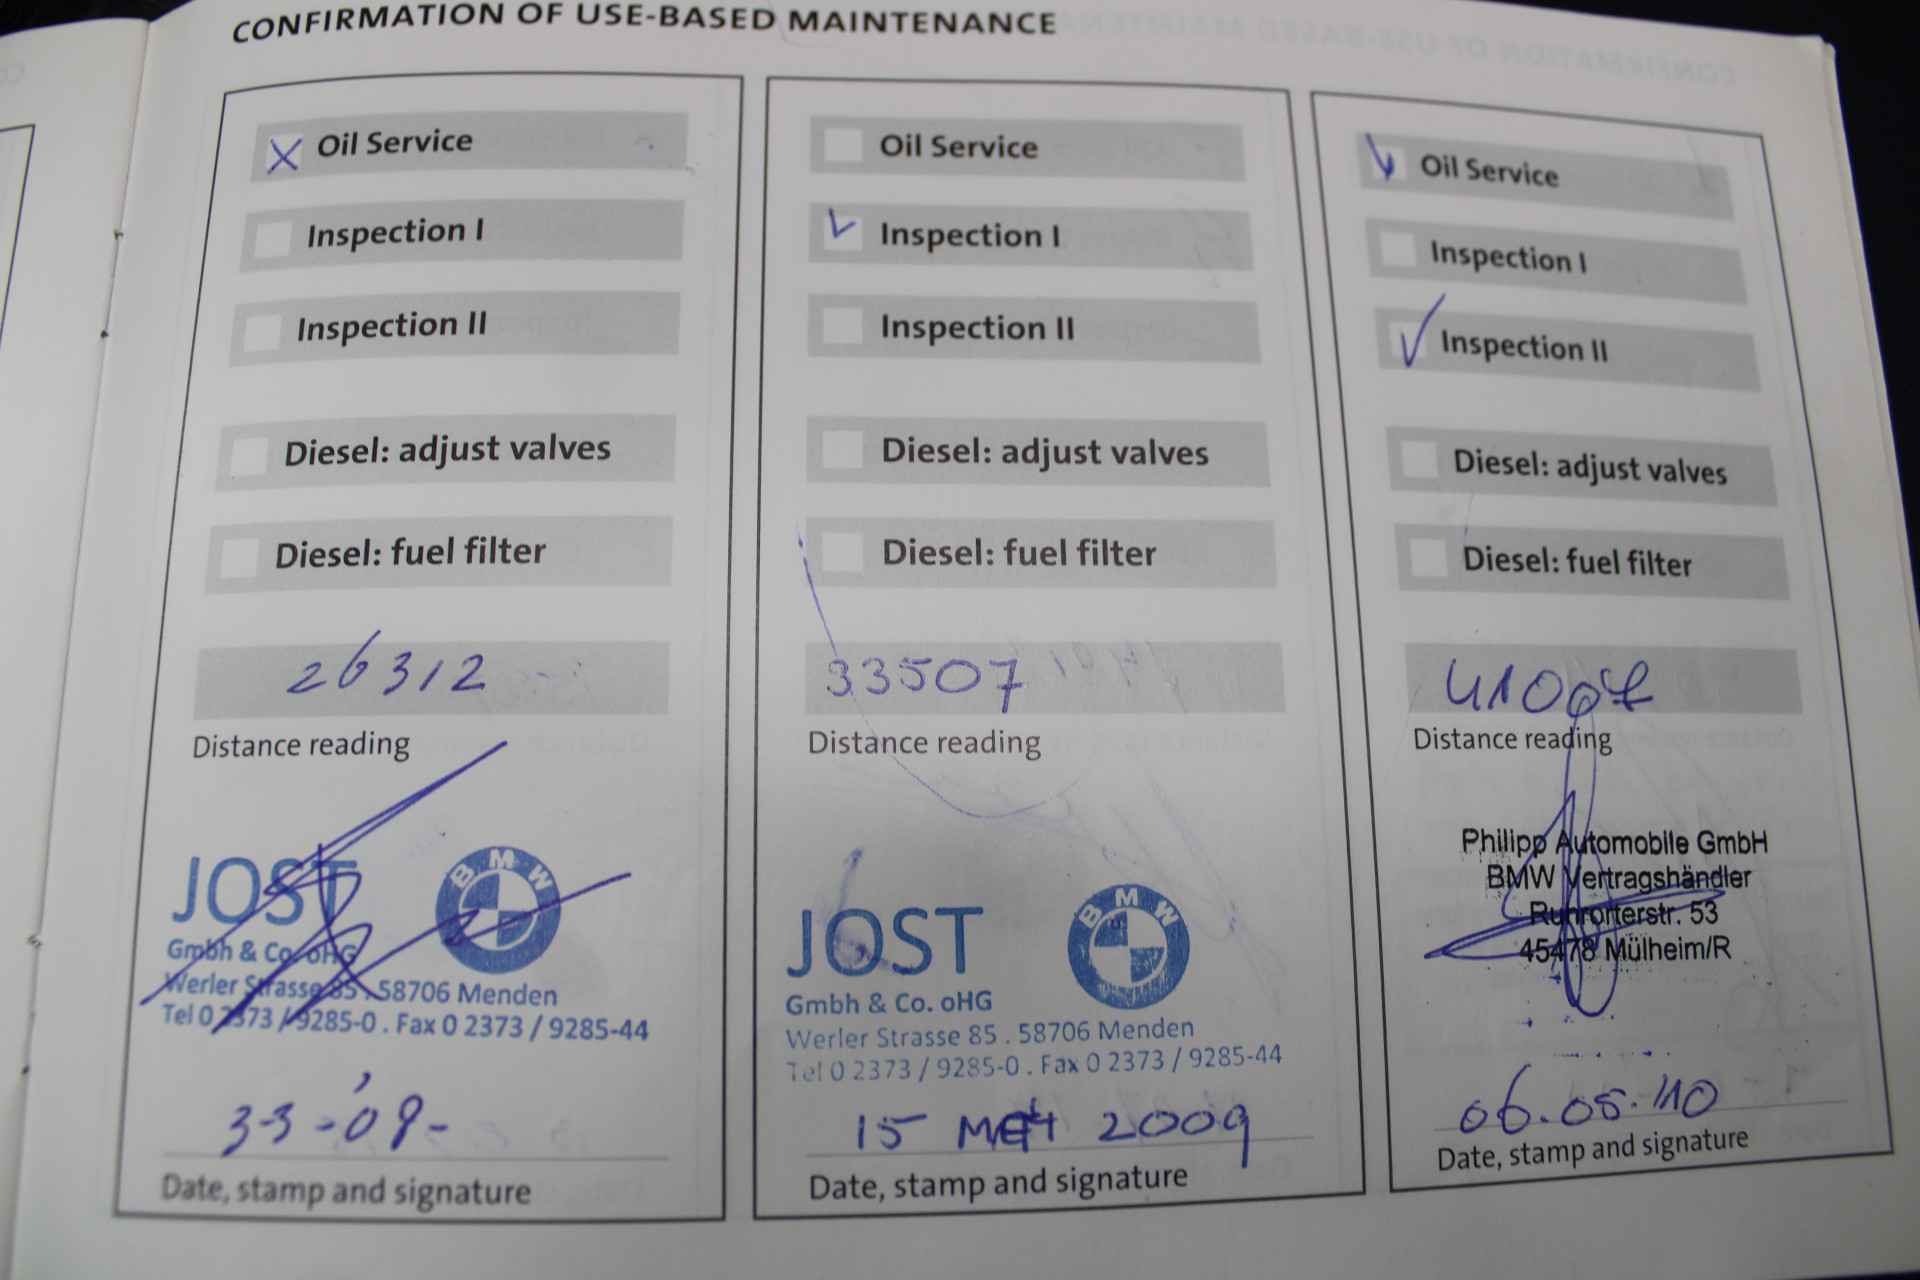 CONFIRMATION OF USE-BASED MAINTENANCE
Oil Service
Inspection I
Inspection II
Diesel: adjust valves
Diesel: fuel filter
26312
Distance reading
JOST
BMW
Gmbh & Co. oHG
Werler Strasse 85 . 58706 Menden
Tel 0 2373 / 9285-0 . Fax 0 2373 / 9285-44
Date, stamp and signature
Oil Service
Inspection I
Inspection II
Diesel: adjust valves
Diesel: fuel filter
33507
Distance reading
JOST
BMW
Gmbh & Co. oHG
Werler Strasse 85 . 58706 Menden
Tel 0 2373 / 9285-0 . Fax 0 2373 / 9285-44
15 2009
Date, stamp and signature
Oil Service
Inspection I
Inspection II
Diesel: adjust valves
Diesel: fuel filter
Distance reading
Philipp Automobile GmbH
BMW Vertragshändler
Ruhrorterstr. 53
45478 Mülheim/R
06.05.10
Date, stamp and signature